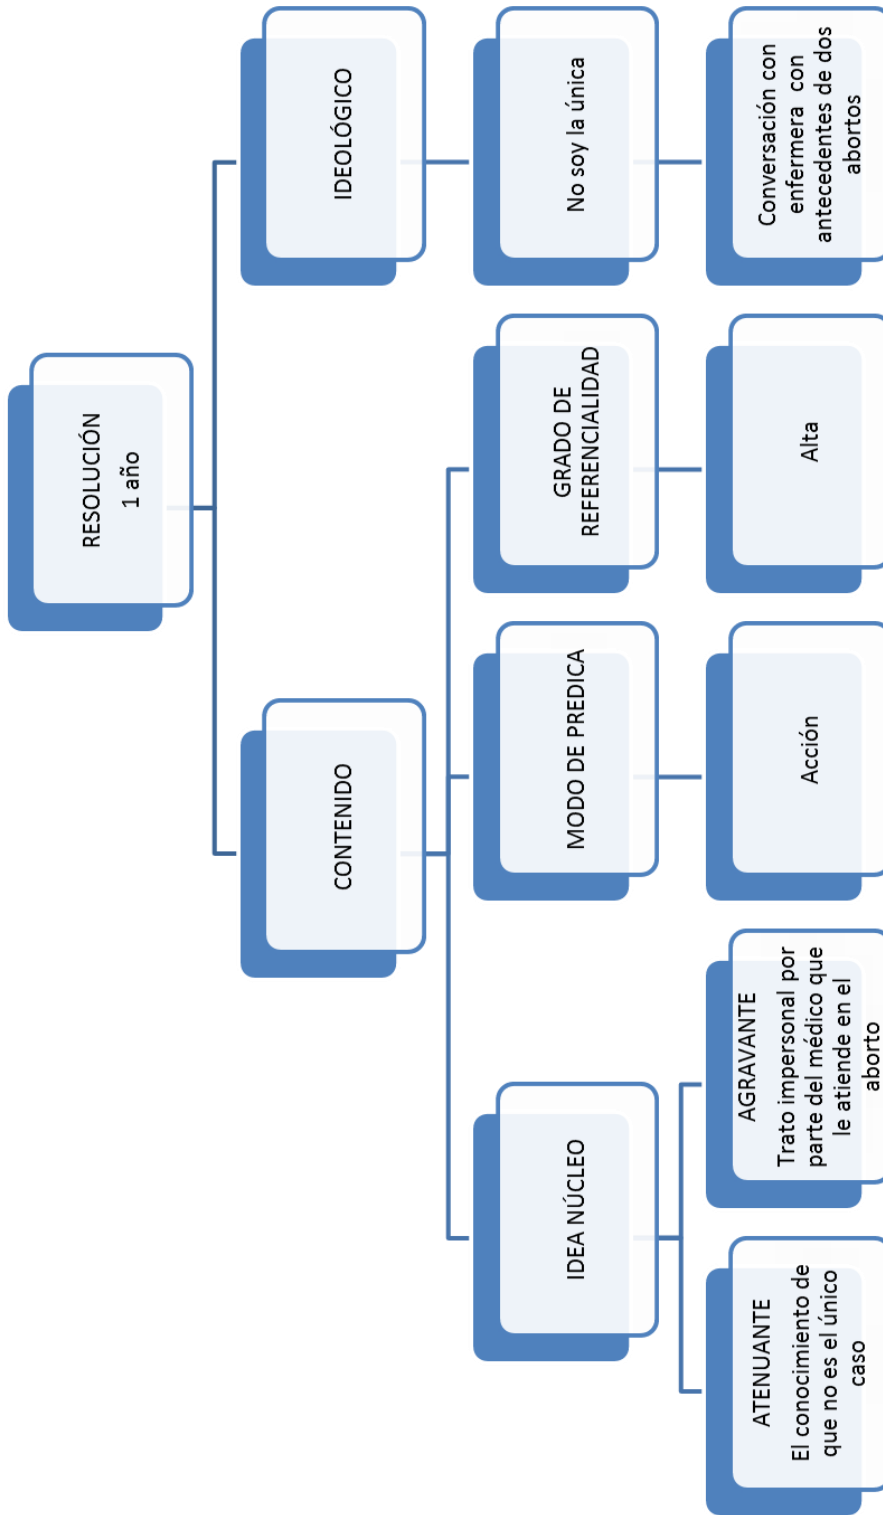 RESOLUCIÓN
1 año
CONTENIDO
IDEOLÓGICO
IDEA NÚCLEO
MODO DE PREDICA
GRADO DE
REFERENCIALIDAD
No soy la única
ATENUANTE
El conocimiento de
que no es el único
caso
AGRAVANTE
Trato impersonal por
parte del médico que
le atiende en el
aborto
Acción
Alta
Conversación con
enfermera con
antecedentes de dos
abortos